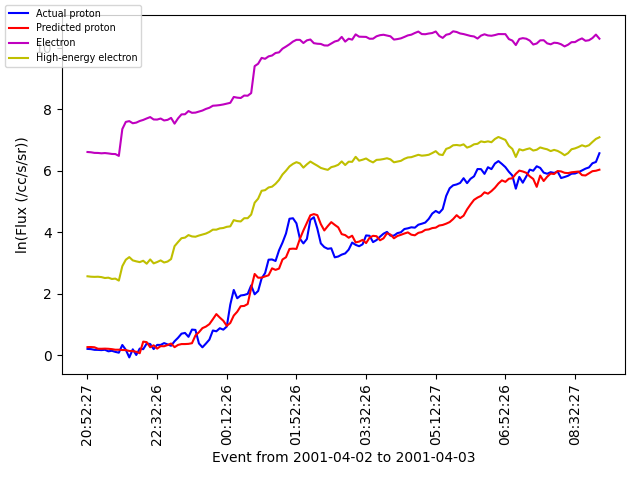 Actual proton
Predicted proton
Electron
High-energy electron
10
8
6
4
2
0
ln(Flux (/cc/s/sr))
20:52:27
22:32:26
00:12:26
01:52:26
03:32:26
05:12:27
06:52:26
08:32:27
Event from 2001-04-02 to 2001-04-03